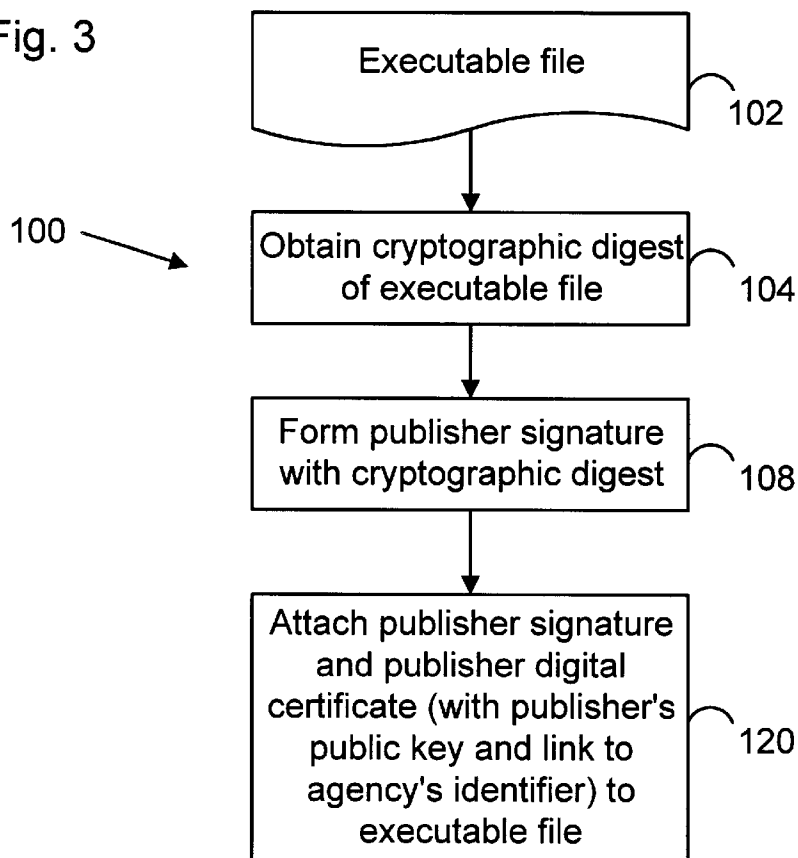 Fig. 3
Executable file
102
100
Obtain cryptographic digest
of executable file
104
Form publisher signature
with cryptographic digest
108
Attach publisher signature
and publisher digital
certificate (with publisher's
public key and link to
agency's identifier) to
executable file
120